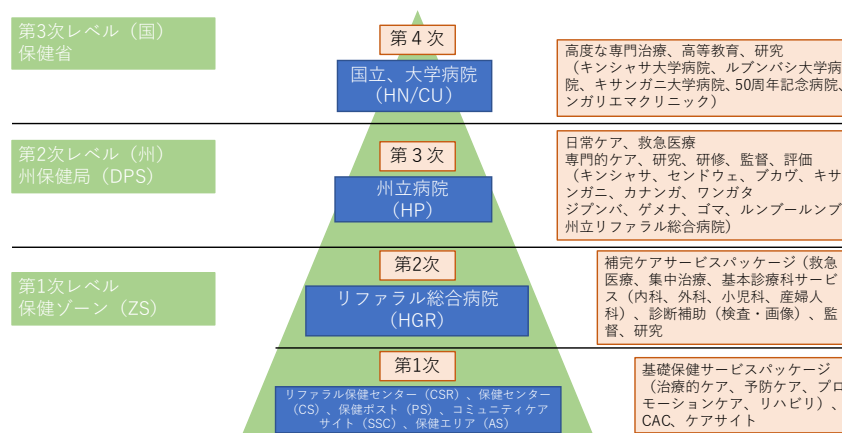 第3次レベル（国）
保健省
第４次
国立、大学病院
（HN/CU）
高度な専門治療、高等教育、研究
（キンシャサ大学病院、ルブンバシ大学病
院、キサンガニ大学病院、50周年記念病院、
ンガリエマクリニック）
第2次レベル（州）
州保健局（DPS）
第３次
州立病院
（HP）
日常ケア、救急医療
専門的ケア、研究、研修、監督、評価
（キンシャサ、センドウェ、ブカヴ、キサ
ンガニ、カナンガ、ワンガタ
ジプンバ、ゲメナ、ゴマ、ルンブールンブ
州立リファラル総合病院）
第1次レベル
保健ゾーン（ZS）
第2次
リファラル総合病院
（HGR）
補完ケアサービスパッケージ（救急
医療、集中治療、基本診療科サービ
ス（内科、外科、小児科、産婦人
科）、診断補助（検査・画像）、監
督、研究
第1次
リファラル保健センター（CSR）、保健センター
（CS）、保健ポスト（PS）、コミュニティケア
サイト（SSC）、保健エリア（AS）
基礎保健サービスパッケージ
（治療的ケア、予防ケア、プロ
モーションケア、リハビリ）、
CAC、ケアサイト